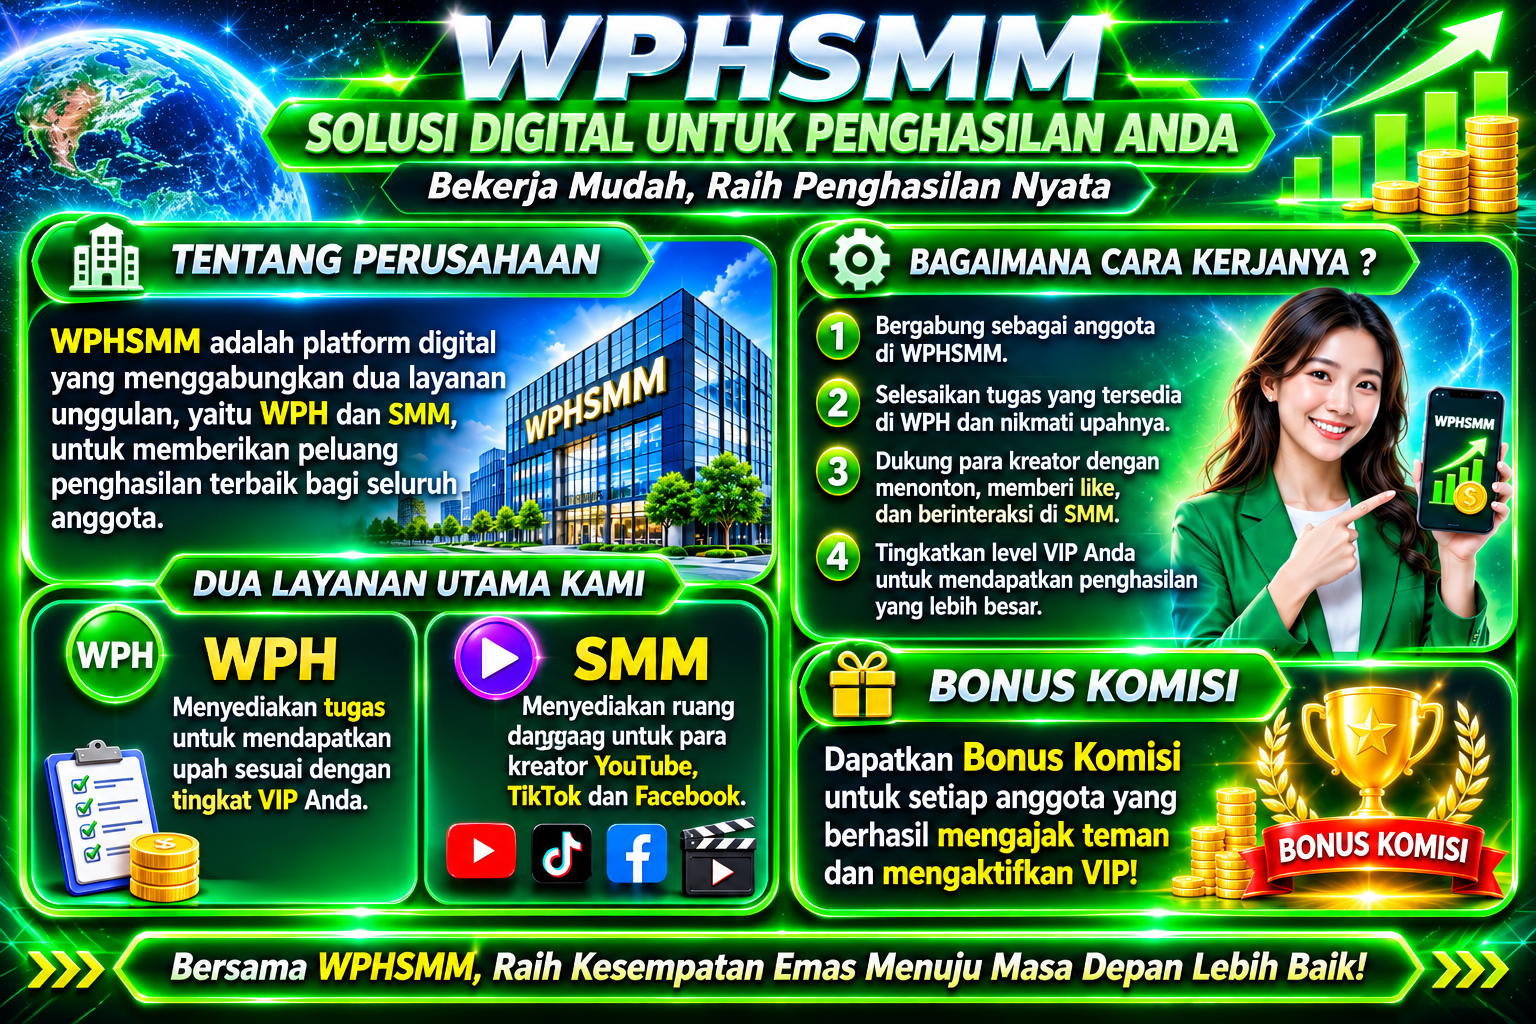 WPHSMM
SOLUSI DIGITAL UNTUK PENGHASILAN ANDA
Bekerja Mudah, Raih Penghasilan Nyata
TENTANG PERUSAHAAN
WPHSMM adalah platform digital
yang menggabungkan dua layanan
unggulan, yaitu WPH dan SMM,
untuk memberikan peluang
penghasilan terbaik bagi seluruh
anggota.
WPHSMM
DUA LAYANAN UTAMA KAMI
WPH
WPH
Menyediakan tugas
untuk mendapatkan
upah sesuai dengan
tingkat VIP Anda.
SMM
Menyediakan ruang
untuk para
kreator YouTube,
TikTok dan Facebook.
BAGAIMANA CARA KERJANYA ?
1
Bergabung sebagai anggota
di WPHSMM.
2
Selesaikan tugas yang tersedia
di WPH dan nikmati upahnya.
3
Dukung para kreator dengan
menonton, memberi like,
dan berinteraksi di SMM.
4
Tingkatkan level VIP Anda
untuk mendapatkan penghasilan
yang lebih besar.
WPHSMM
$
BONUS KOMISI
Dapatkan Bonus Komisi
untuk setiap anggota yang
berhasil mengajak teman
dan mengaktifkan VIP!
BONUS KOMISI
Bersama WPHSMM, Raih Kesempatan Emas Menuju Masa Depan Lebih Baik!